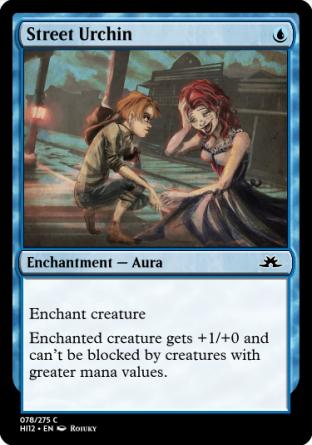 Street Urchin
Enchantment — Aura
Enchant creature
Enchanted creature gets +1/+0 and
can't be blocked by creatures with
greater mana values.
078/275 C
HI2 • EN Roiuky